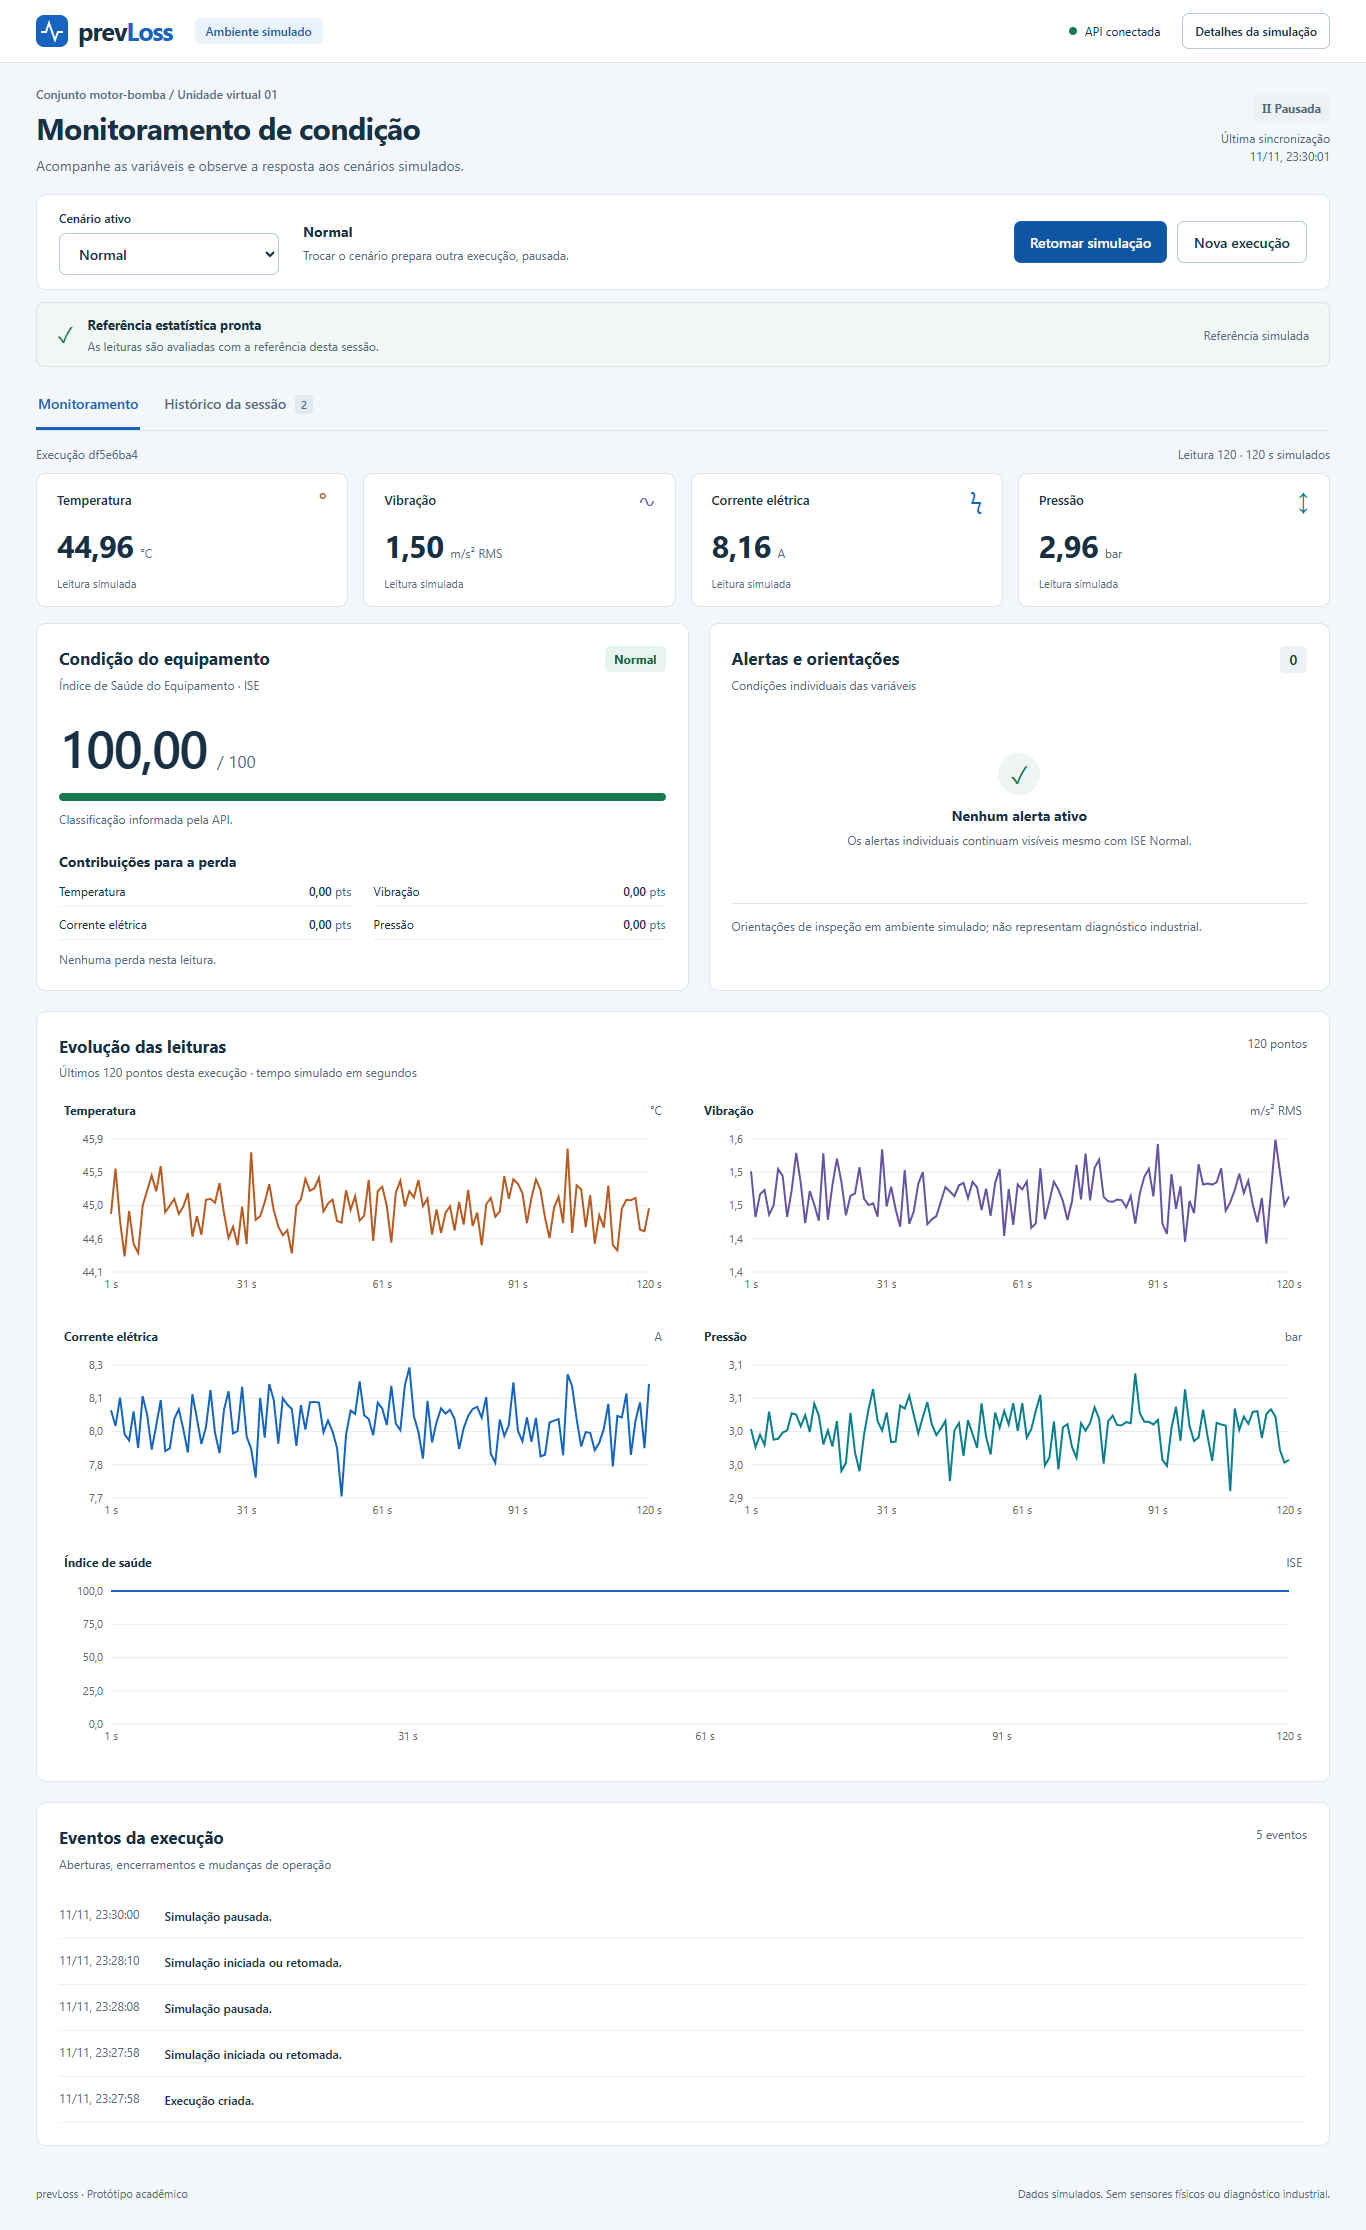 prevLoss
Ambiente simulado
API conectada
Detalhes da simulação
Conjunto motor-bomba / Unidade virtual 01
Monitoramento de condição
Acompanhe as variáveis e observe a resposta aos cenários simulados.
II Pausada
Última sincronização
11/11, 23:30:01
Cenário ativo
Normal
Normal
Trocar o cenário prepara outra execução, pausada.
Retomar simulação
Nova execução
✓
Referência estatística pronta
As leituras são avaliadas com a referência desta sessão.
Referência simulada
Monitoramento
Histórico da sessão 2
Execução df5e6ba4
Leitura 120 · 120 s simulados
Temperatura
44,96 °C
Leitura simulada
Vibração
1,50 m/s² RMS
Leitura simulada
Corrente elétrica
8,16 A
Leitura simulada
Pressão
2,96 bar
Leitura simulada
Condição do equipamento
Normal
Índice de Saúde do Equipamento · ISE
100,00 / 100
Classificação informada pela API.
Contribuições para a perda
Temperatura 0,00 pts
Vibração 0,00 pts
Corrente elétrica 0,00 pts
Pressão 0,00 pts
Nenhuma perda nesta leitura.
Alertas e orientações
0
Condições individuais das variáveis
✓
Nenhum alerta ativo
Os alertas individuais continuam visíveis mesmo com ISE Normal.
Orientações de inspeção em ambiente simulado; não representam diagnóstico industrial.
Evolução das leituras
120 pontos
Últimos 120 pontos desta execução · tempo simulado em segundos
Temperatura °C
45,9
45,5
45,0
44,6
44,1
1 s 31 s 61 s 91 s 120 s
Vibração m/s² RMS
1,6
1,5
1,5
1,4
1,4
1 s 31 s 61 s 91 s 120 s
Corrente elétrica A
8,3
8,1
8,0
7,8
7,7
1 s 31 s 61 s 91 s 120 s
Pressão bar
3,1
3,1
3,0
3,0
2,9
1 s 31 s 61 s 91 s 120 s
Índice de saúde ISE
100,0
75,0
50,0
25,0
0,0
1 s 31 s 61 s 91 s 120 s
Eventos da execução
5 eventos
Aberturas, encerramentos e mudanças de operação
11/11, 23:30:00 Simulação pausada.
11/11, 23:28:10 Simulação iniciada ou retomada.
11/11, 23:28:08 Simulação pausada.
11/11, 23:27:58 Simulação iniciada ou retomada.
11/11, 23:27:58 Execução criada.
prevLoss · Protótipo acadêmico
Dados simulados. Sem sensores físicos ou diagnóstico industrial.